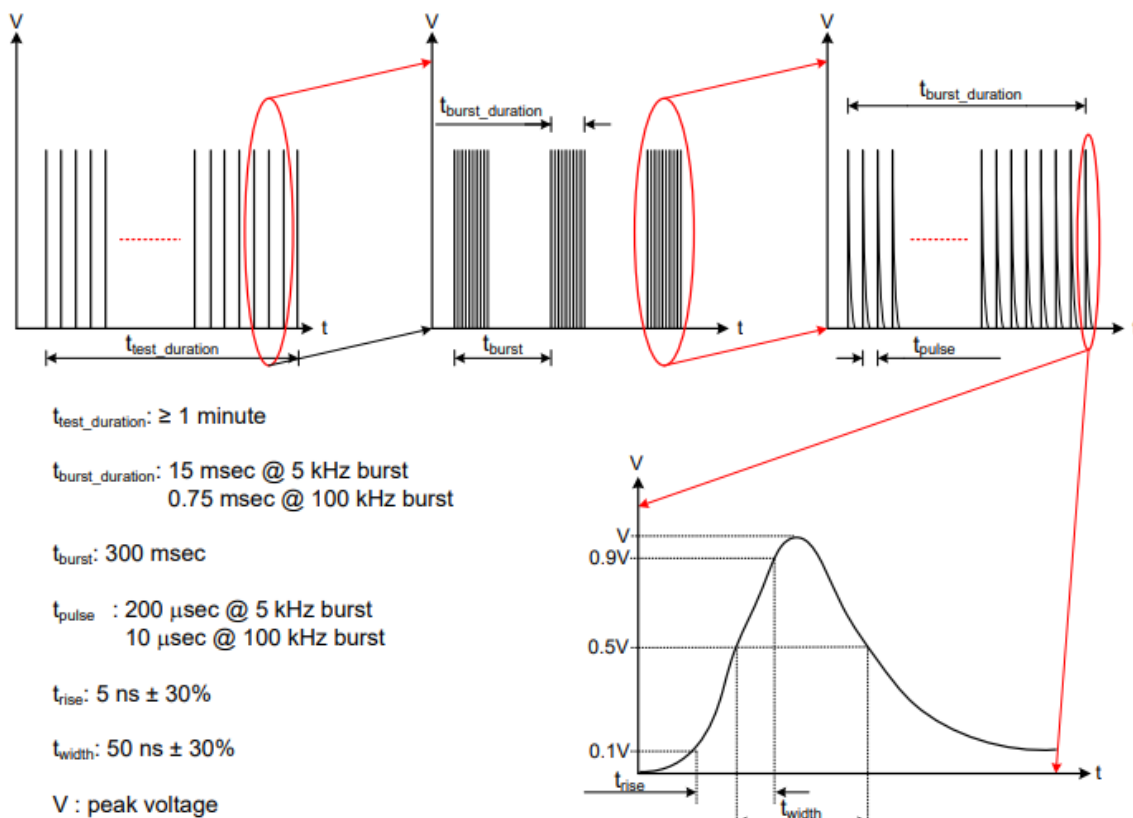 V
V
V
t_burst_duration
t_burst_duration
t
t
t
t_test_duration
t_burst
t_pulse
t_test_duration: ≥ 1 minute
t_burst_duration: 15 msec @ 5 kHz burst
0.75 msec @ 100 kHz burst
t_burst: 300 msec
t_pulse : 200 μsec @ 5 kHz burst
10 μsec @ 100 kHz burst
t_rise: 5 ns ± 30%
t_width: 50 ns ± 30%
V : peak voltage
V
V
0.9V
0.5V
0.1V
t
t_rise
t_width